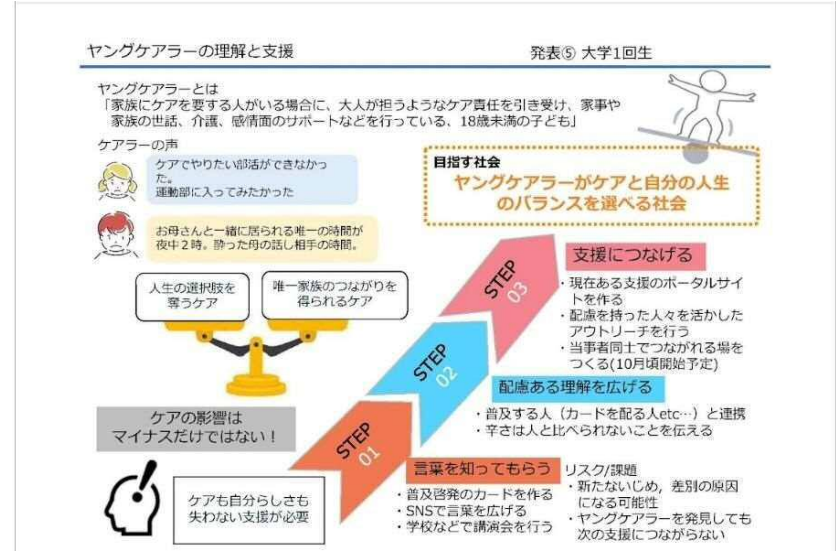 ヤングケアラーの理解と支援
発表⑤ 大学1回生
ヤングケアラーとは
「家族にケアを要する人がいる場合に、大人が担うようなケア責任を引き受け、家事や
家族の世話、介護、感情面のサポートなどを行っている、18歳未満の子ども」
ケアラーの声
ケアでやりたい部活ができなかっ
た。
運動部に入ってみたかった
お母さんと一緒に居られる唯一の時間が
夜中2時。酔った母の話し相手の時間。
人生の選択肢を
奪うケア
唯一家族のつながりを
得られるケア
ケアの影響は
マイナスだけではない！
ケアも自分らしさも
失わない支援が必要
目指す社会
ヤングケアラーがケアと自分の人生
のバランスを選べる社会
STEP
03
支援につなげる
・現在ある支援のポータルサイ
トを作る
・配慮を持った人々を活かした
アウトリーチを行う
・当事者同士でつながれる場を
つくる(10月頃開始予定)
STEP
02
配慮ある理解を広げる
・普及する人（カードを配る人etc…）と連携
・辛さは人と比べられないことを伝える
STEP
01
言葉を知ってもらう
・普及啓発のカードを作る
・SNSで言葉を広げる
・学校などで講演会を行う
リスク/課題
・新たないじめ，差別の原因
になる可能性
・ヤングケアラーを発見しても
次の支援につながらない